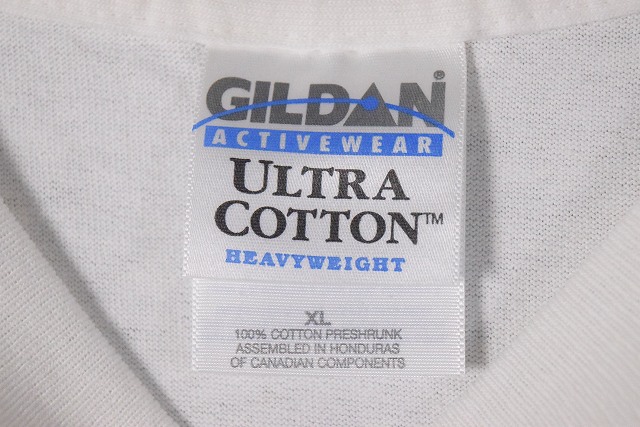 GILDAN®
ACTIVEWEAR
ULTRA
COTTON™
HEAVYWEIGHT
XL
100% COTTON PRESHRUNK
ASSEMBLED IN HONDURAS
OF CANADIAN COMPONENTS